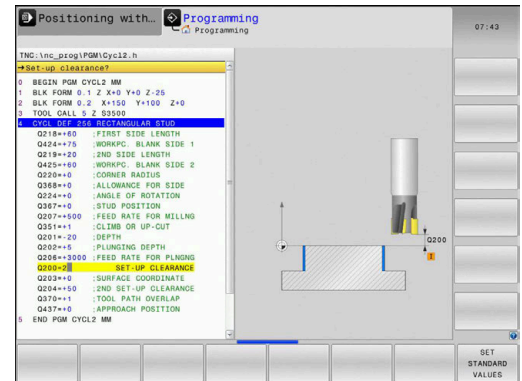 Positioning with...
Programming
Programming
07:43
TNC:\nc_prog\PGM\Cycl2.h
→Set-up clearance?
0 BEGIN PGM CYCL2 MM
1 BLK FORM 0.1 Z X+0 Y+0 Z-25
2 BLK FORM 0.2 X+150 Y+100 Z+0
3 TOOL CALL 5 Z S3500
4 CYCL DEF 256 RECTANGULAR STUD
Q218=+60 ;FIRST SIDE LENGTH
Q424=+75 ;WORKPC. BLANK SIDE 1
Q219=+20 ;2ND SIDE LENGTH
Q425=+60 ;WORKPC. BLANK SIDE 2
Q220=+0 ;CORNER RADIUS
Q368=+0 ;ALLOWANCE FOR SIDE
Q224=+0 ;ANGLE OF ROTATION
Q367=+0 ;STUD POSITION
Q207=+500 ;FEED RATE FOR MILLNG
Q351=+1 ;CLIMB OR UP-CUT
Q201=-20 ;DEPTH
Q202=+5 ;PLUNGING DEPTH
Q206=+3000 ;FEED RATE FOR PLNGNG
Q200=2 SET-UP CLEARANCE
Q203=+0 ;SURFACE COORDINATE
Q204=+50 ;2ND SET-UP CLEARANCE
Q370=+1 ;TOOL PATH OVERLAP
Q437=+0 ;APPROACH POSITION
5 END PGM CYCL2 MM
Q200
I
SET
STANDARD
VALUES